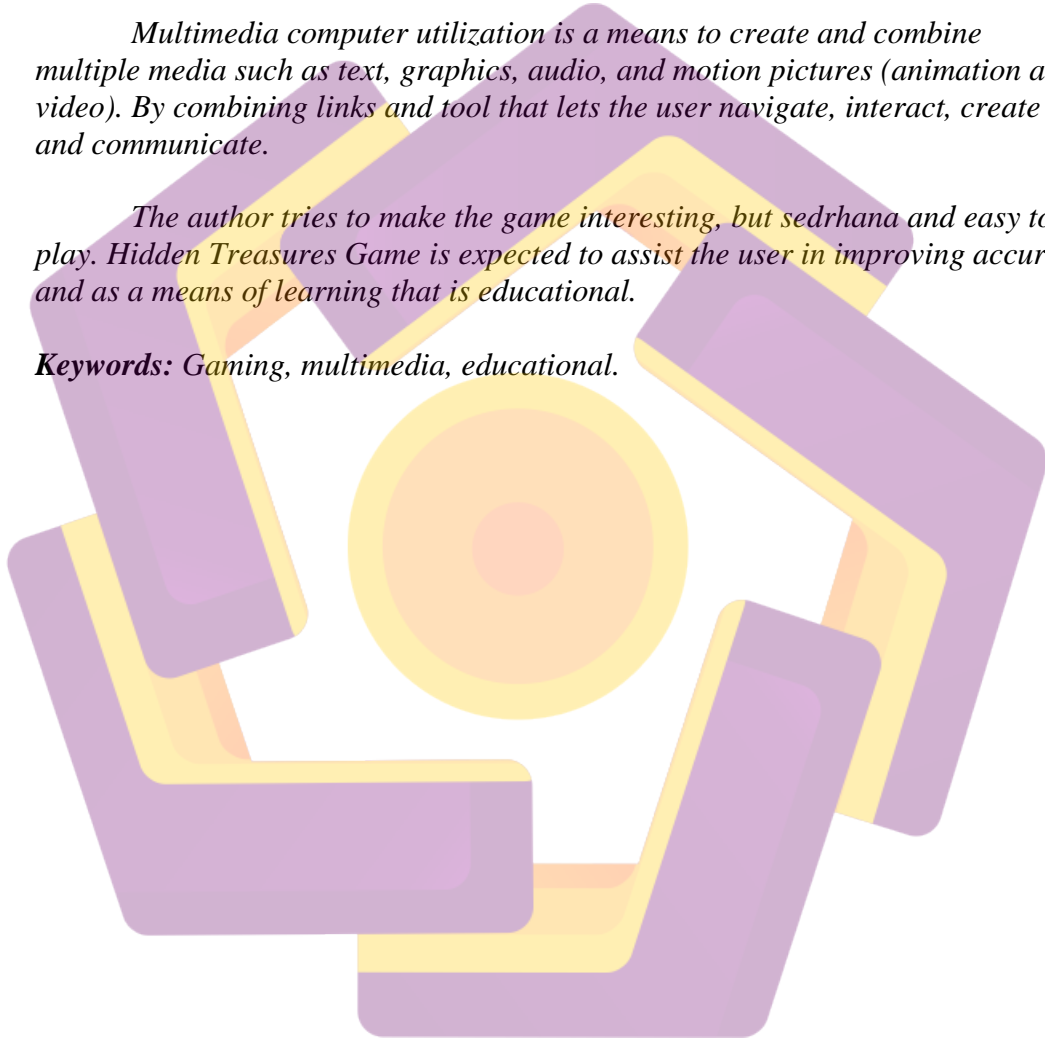 Multimedia computer utilization is a means to create and combine
multiple media such as text, graphics, audio, and motion pictures (animation
video). By combining links and tool that lets the user navigate, interact, create
and communicate.
The author tries to make the game interesting, but sedrhana and easy to
play. Hidden Treasures Game is expected to assist the user in improving
and as a means of learning that is educational.
Keywords: Gaming, multimedia, educational.